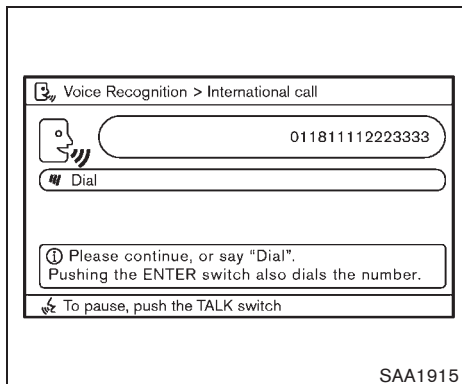 Voice Recognition > International call
011811112223333
Dial
Please continue, or say “Dial”.
Pushing the ENTER switch also dials the number.
To pause, push the TALK switch
SAA1915